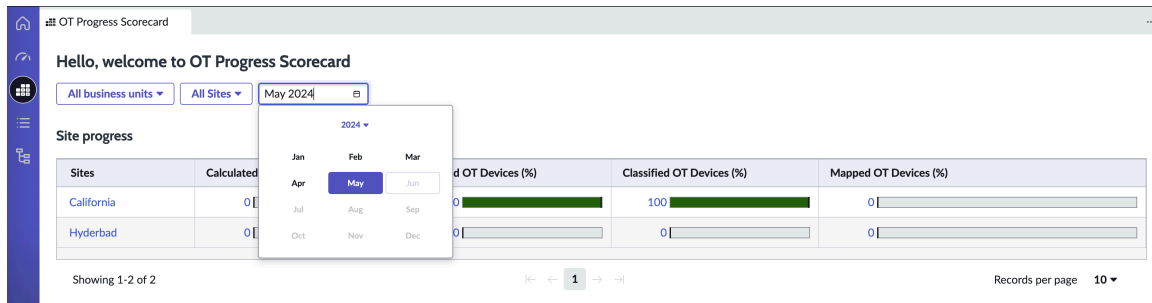 OT Progress Scorecard
Hello, welcome to OT Progress Scorecard
All business units All Sites May 2024
2024
Site progress
Jan Feb Mar
Sites Calculated d OT Devices (%) Classified OT Devices (%) Mapped OT Devices (%)
Apr May Jun
California 0 0 100 0
Jul Aug Sep
Hyderbad 0 0 0 0
Oct Nov Dec
Showing 1-2 of 2 1 Records per page 10